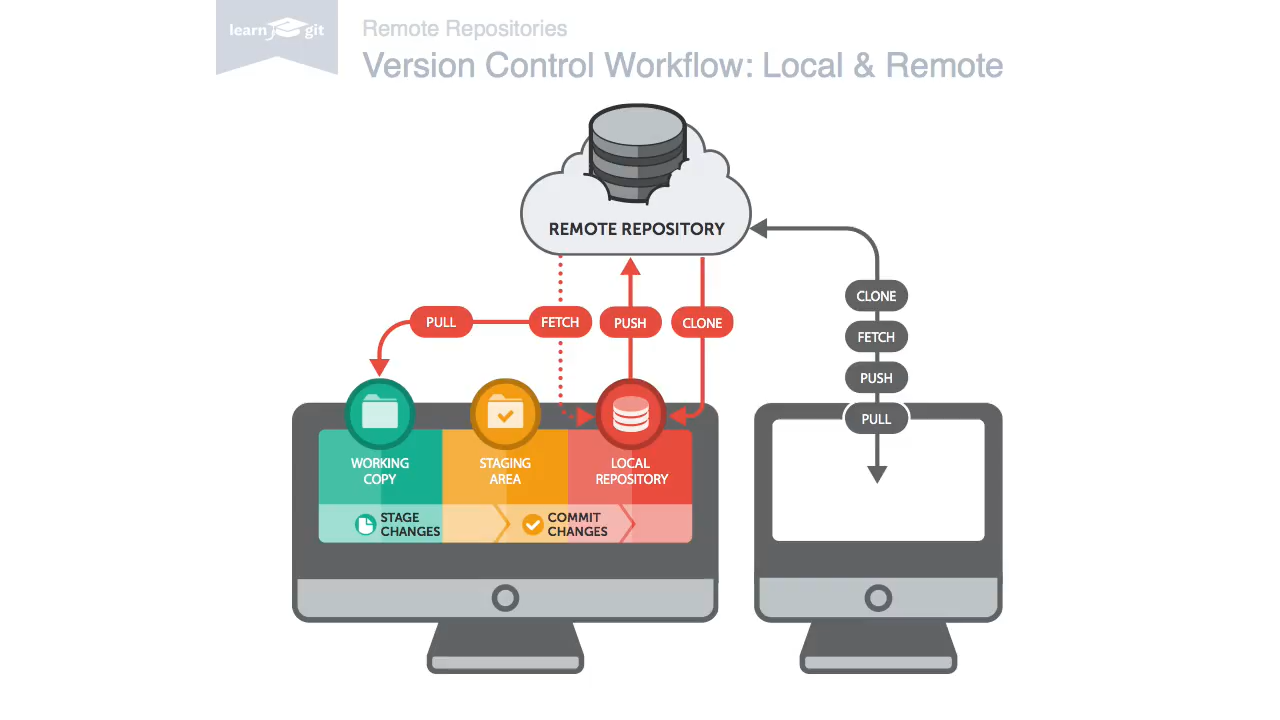 learn git
Remote Repositories
Version Control Workflow: Local & Remote
REMOTE REPOSITORY
PULL
FETCH
PUSH
CLONE
CLONE
FETCH
PUSH
PULL
WORKING
COPY
STAGING
AREA
LOCAL
REPOSITORY
STAGE
CHANGES
COMMIT
CHANGES